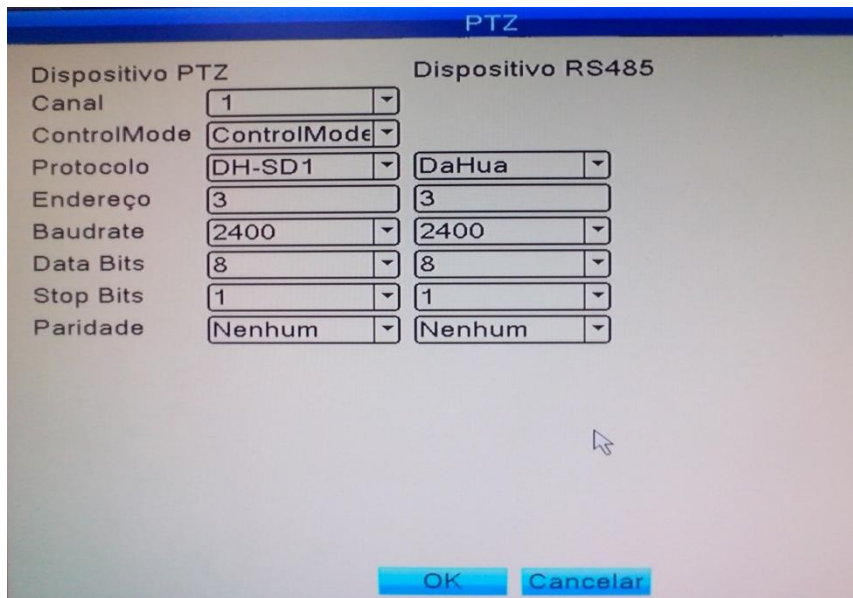 PTZ
Dispositivo PTZ Dispositivo RS485
Canal 1
ControlMode ControlMode
Protocolo DH-SD1 DaHua
Endereço 3 3
Baudrate 2400 2400
Data Bits 8 8
Stop Bits 1 1
Paridade Nenhum Nenhum
OK Cancelar